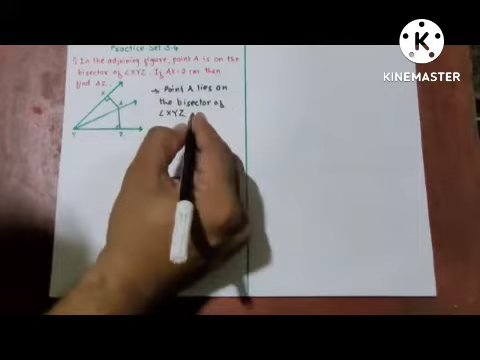 Practice Set 3.4
1) In the adjoining figure, point A is on the
bisector of ∠XYZ. If AX = 2 cm then
find AZ.
→ Point A lies on
the bisector of
∠XYZ
X
A
Y
Z
K
KINEMASTER